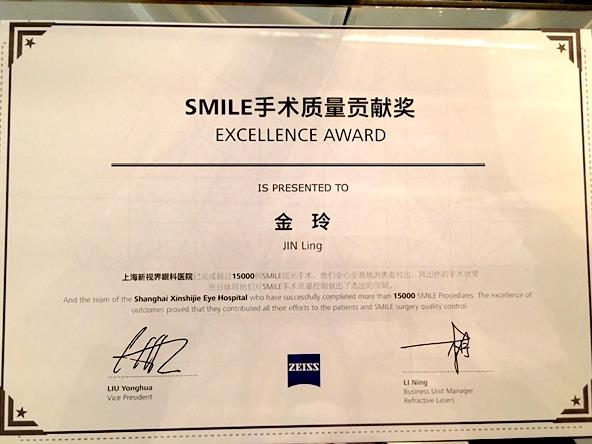 SMILE手术质量贡献奖
EXCELLENCE AWARD
IS PRESENTED TO
金 玲
JIN Ling
上海新视界眼科医院已完成超过15000例SMILE屈光手术。他们全心全意地为患者付出，其出色的手术效果
充分体现他们对SMILE手术质量控制做出了杰出的贡献。
And the team of the Shanghai Xinshijie Eye Hospital who have successfully completed more than 15000 SMILE Procedures. The excellence of
outcomes proved that they contributed all their efforts to the patients and SMILE surgery quality control.
LIU Yonghua
Vice President
ZEISS
LI Ning
Business Unit Manager
Refractive Lasers